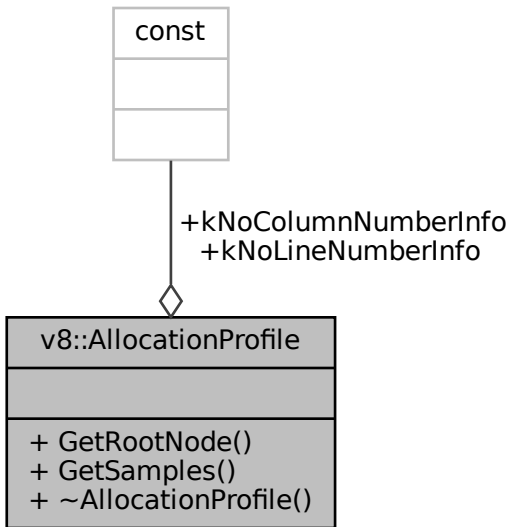 const
+kNoColumnNumberInfo
+kNoLineNumberInfo
v8::AllocationProfile
+ GetRootNode()
+ GetSamples()
+ ~AllocationProfile()